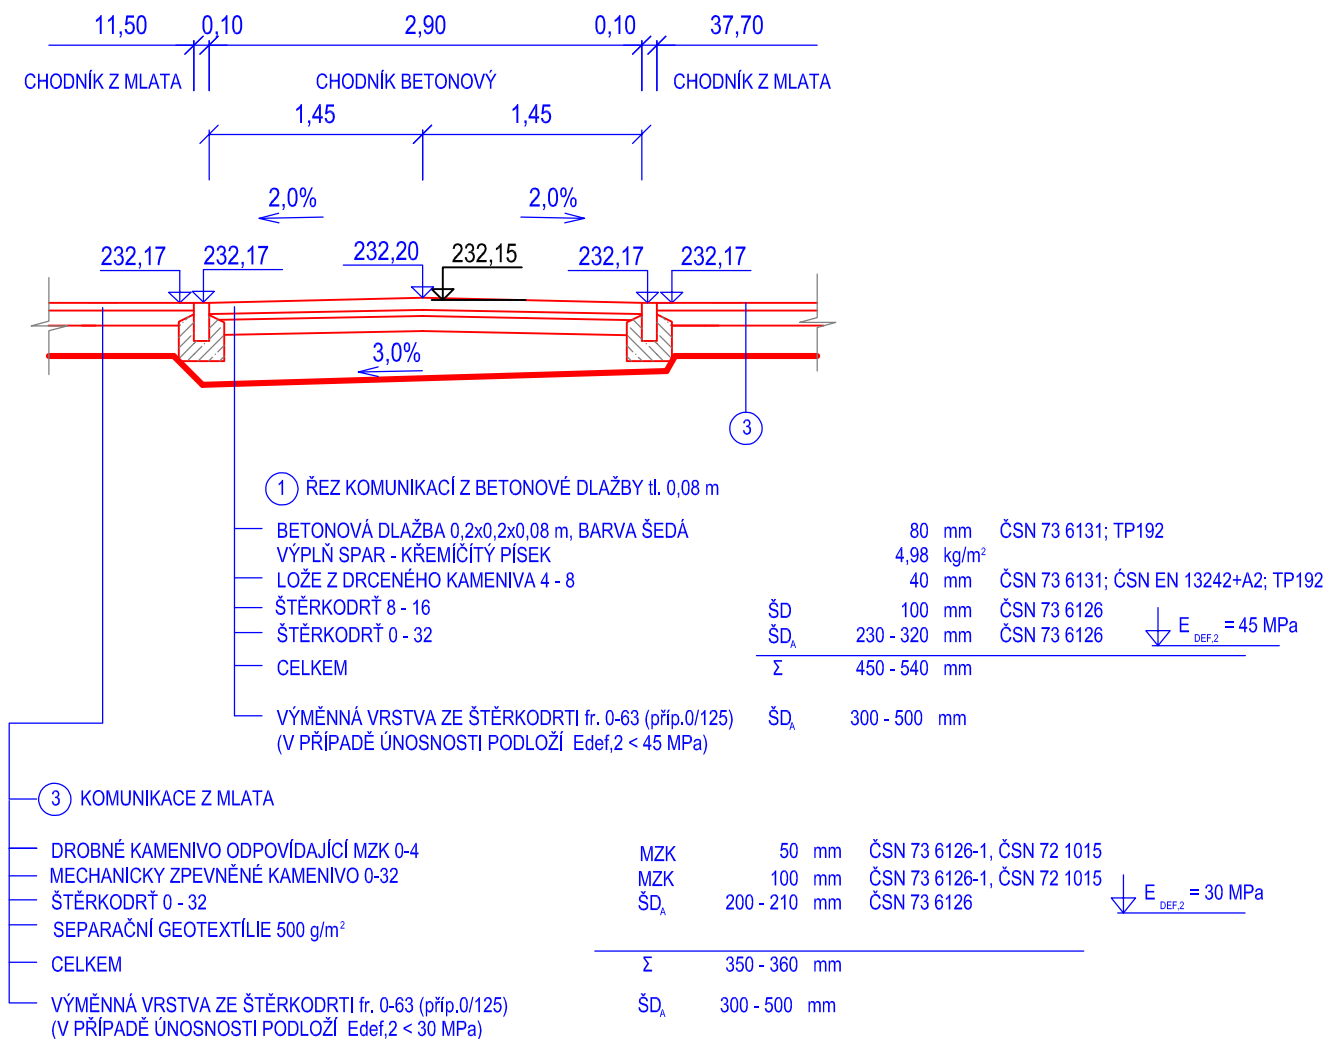 11,50 0,10 2,90 0,10 37,70
CHODNÍK Z MLATA CHODNÍK BETONOVÝ CHODNÍK Z MLATA
1,45 1,45
2,0% 2,0%
232,17 232,17 232,20 232,15 232,17 232,17
3,0%
3
1 ŘEZ KOMUNIKACÍ Z BETONOVÉ DLAŽBY tl. 0,08 m
BETONOVÁ DLAŽBA 0,2x0,2x0,08 m, BARVA ŠEDÁ 80 mm ČSN 73 6131; TP192
VÝPLŇ SPAR - KŘEMÍČÍTÝ PÍSEK 4,98 kg/m²
LOŽE Z DRCENÉHO KAMENIVA 4 - 8 40 mm ČSN 73 6131; ĆSN EN 13242+A2; TP192
ŠTĚRKODRŤ 8 - 16 ŠD 100 mm ČSN 73 6126
ŠTĚRKODRŤ 0 - 32 ŠDA 230 - 320 mm ČSN 73 6126 E DEF,2 = 45 MPa
CELKEM Σ 450 - 540 mm
VÝMĚNNÁ VRSTVA ZE ŠTĚRKODRTI fr. 0-63 (příp.0/125) ŠDA 300 - 500 mm
(V PŘÍPADĚ ÚNOSNOSTI PODLOŽÍ Edef,2 < 45 MPa)
3 KOMUNIKACE Z MLATA
DROBNÉ KAMENIVO ODPOVÍDAJÍCÍ MZK 0-4 MZK 50 mm ČSN 73 6126-1, ČSN 72 1015
MECHANICKY ZPEVNĚNÉ KAMENIVO 0-32 MZK 100 mm ČSN 73 6126-1, ČSN 72 1015
ŠTĚRKODRŤ 0 - 32 ŠDA 200 - 210 mm ČSN 73 6126 E DEF,2 = 30 MPa
SEPARAČNÍ GEOTEXTÍLIE 500 g/m²
CELKEM Σ 350 - 360 mm
VÝMĚNNÁ VRSTVA ZE ŠTĚRKODRTI fr. 0-63 (příp.0/125) ŠDA 300 - 500 mm
(V PŘÍPADĚ ÚNOSNOSTI PODLOŽÍ Edef,2 < 30 MPa)